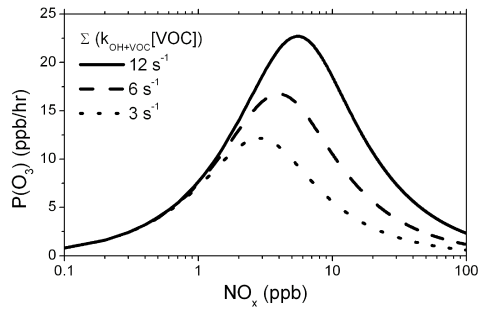 25
20
15
10
5
0
P(O₃) (ppb/hr)
Σ (k_OH+VOC[VOC])
12 s⁻¹
6 s⁻¹
3 s⁻¹
0.1 1 10 100
NOₓ (ppb)